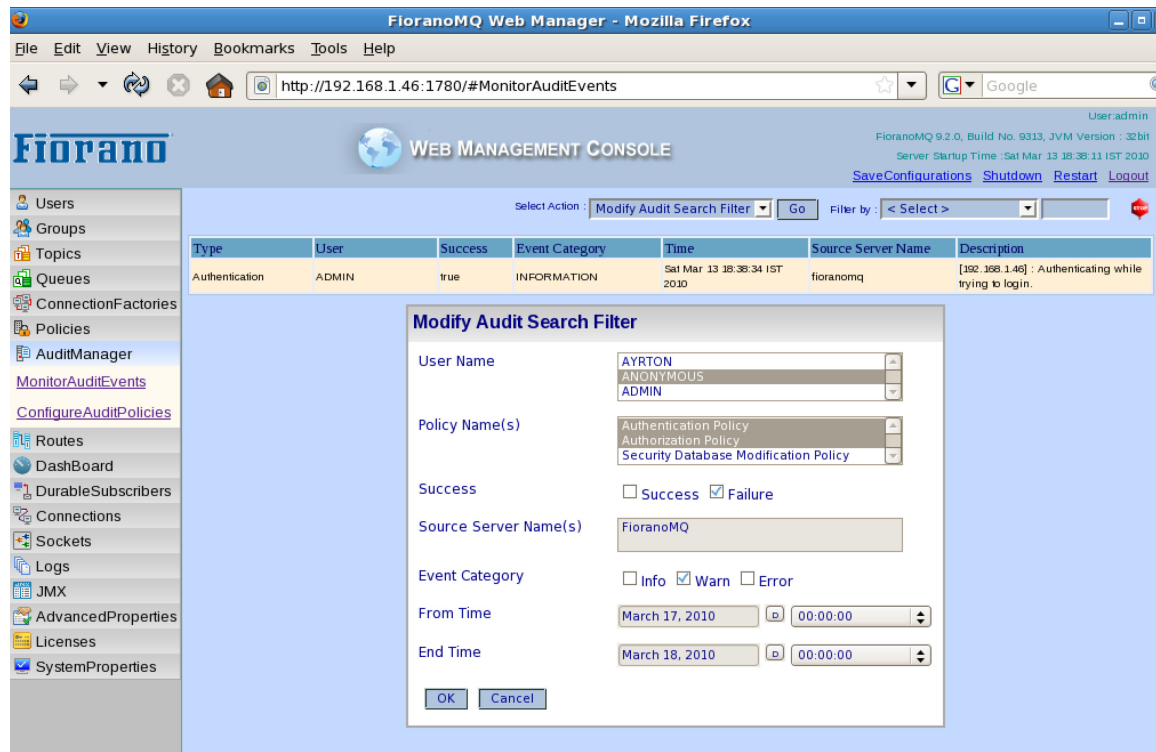 FioranoMQ Web Manager - Mozilla Firefox
File Edit View History Bookmarks Tools Help
http://192.168.1.46:1780/#MonitorAuditEvents
G Google
Fiorano
WEB MANAGEMENT CONSOLE
User:admin
FioranoMQ 9.2.0, Build No. 9313, JVM Version : 32bit
Server Startup Time :Sat Mar 13 18:38:11 IST 2010
SaveConfigurations Shutdown Restart Logout
Users
Groups
Topics
Queues
ConnectionFactories
Policies
AuditManager
MonitorAuditEvents
ConfigureAuditPolicies
Routes
DashBoard
DurableSubscribers
Connections
Sockets
Logs
JMX
AdvancedProperties
Licenses
SystemProperties
Select Action : Modify Audit Search Filter Go Filter by : < Select > STOP
Type User Success Event Category Time Source Server Name Description
Authentication ADMIN true INFORMATION Sat Mar 13 18:38:34 IST 2010 fioranomq [192.168.1.46] : Authenticating while trying to login.
Modify Audit Search Filter
User Name
AYRTON
ANONYMOUS
ADMIN
Policy Name(s)
Authentication Policy
Authorization Policy
Security Database Modification Policy
Success Success Failure
Source Server Name(s) FioranoMQ
Event Category Info Warn Error
From Time March 17, 2010 D 00:00:00
End Time March 18, 2010 D 00:00:00
OK Cancel